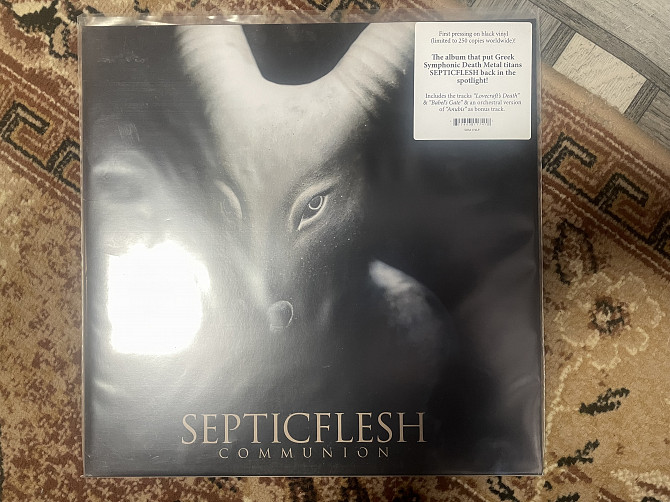 First pressing on black vinyl
(limited to 250 copies worldwide)!
The album that put Greek
Symphonic Death Metal titans
SEPTICFLESH back in the
spotlight!
Includes the tracks "Lovecraft's Death"
& "Babel's Gate" & an orchestral version
of "Anubis" as bonus track.
SEPTICFLESH
COMMUNION